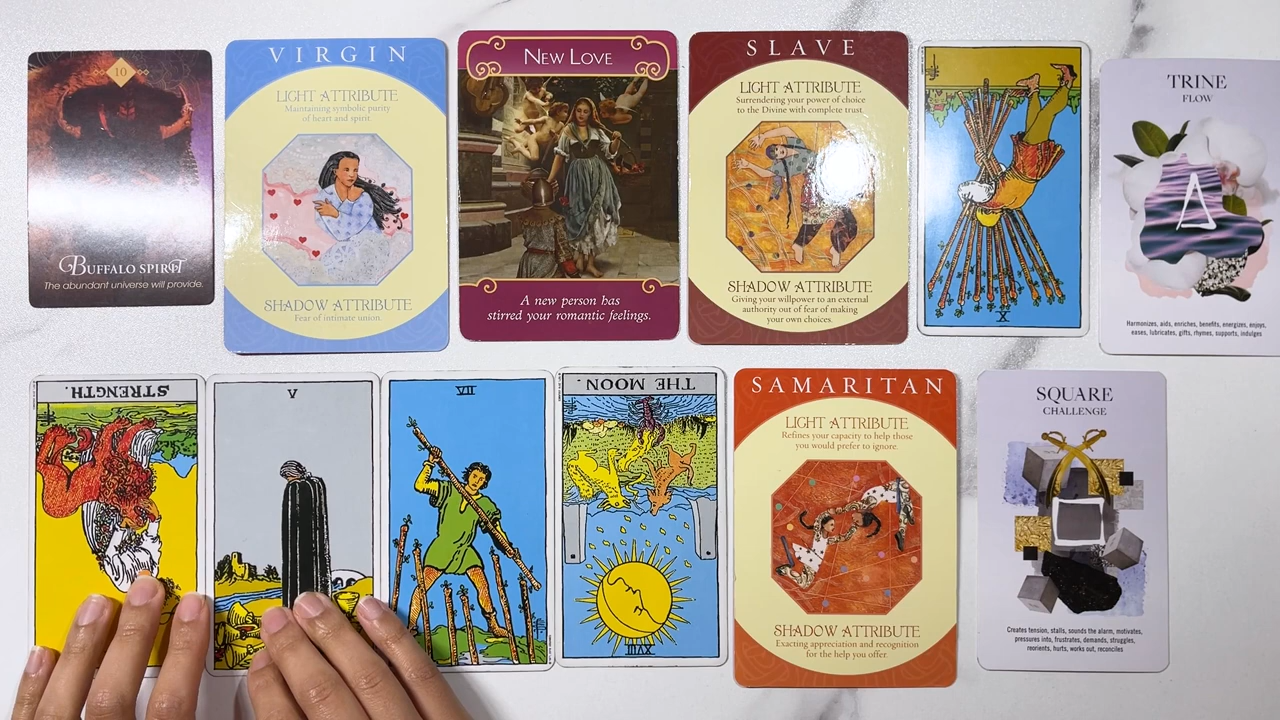 10
BUFFALO SPIRIT
The abundant universe will provide.
VIRGIN
LIGHT ATTRIBUTE
Maintaining symbolic purity
of heart and spirit.
SHADOW ATTRIBUTE
Fear of intimate union.
NEW LOVE
A new person has
stirred your romantic feelings.
SLAVE
LIGHT ATTRIBUTE
Surrendering your power of choice
to the Divine with complete trust.
SHADOW ATTRIBUTE
Giving your willpower to an external
authority out of fear of making
your own choices.
X
TRINE
FLOW
Harmonizes, aids, enriches, benefits, energizes, enjoys,
eases, lubricates, gifts, rhymes, supports, indulges
STRENGTH.
V
VII
THE MOON.
XVIII
SAMARITAN
LIGHT ATTRIBUTE
Refines your capacity to help those
you would prefer to ignore.
SHADOW ATTRIBUTE
Exacting appreciation and recognition
for the help you offer.
SQUARE
CHALLENGE
Creates tension, stalls, sounds the alarm, motivates,
pressures into, frustrates, demands, struggles,
reorients, hurts, works out, reconciles